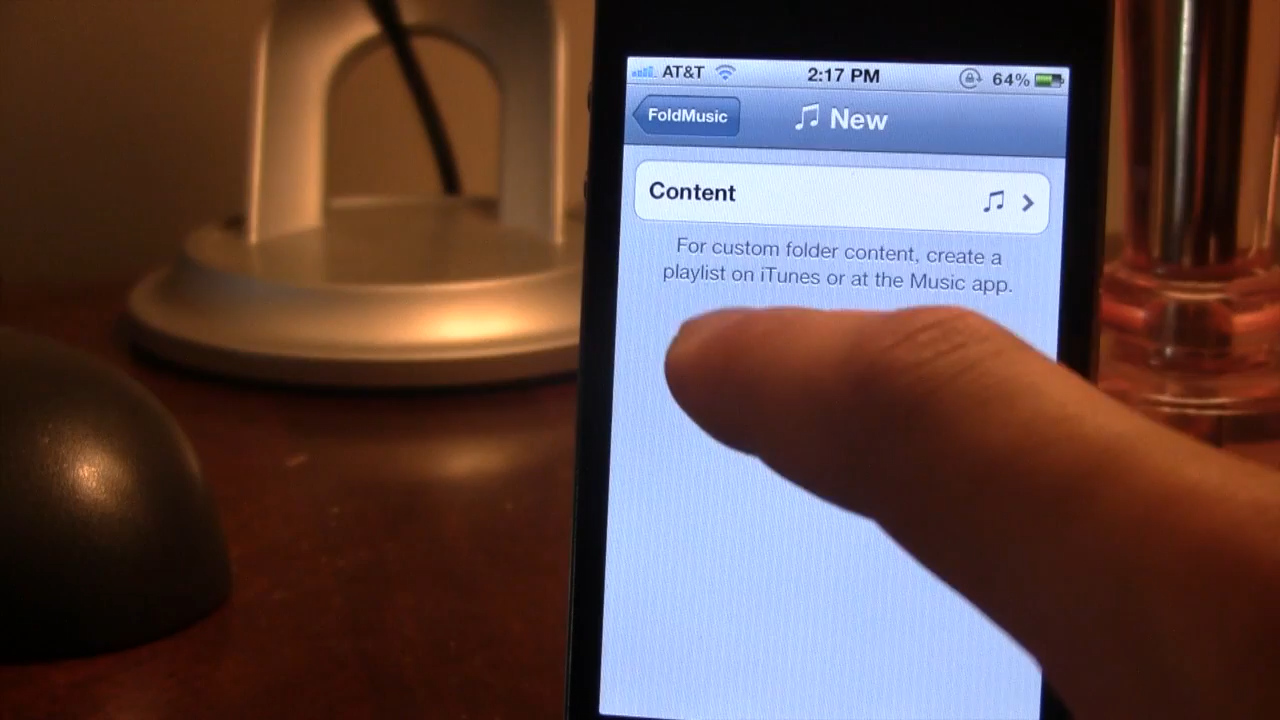 AT&T 2:17 PM 64%
FoldMusic New
Content
For custom folder content, create a
playlist on iTunes or at the Music app.